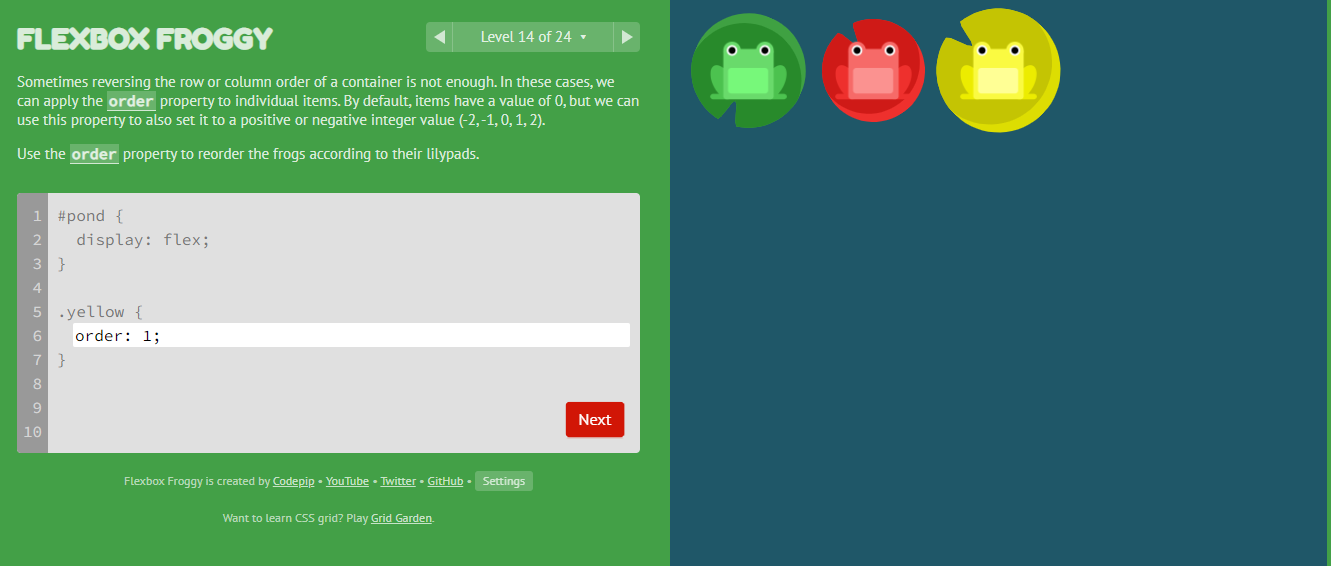 FLEXBOX FROGGY
Level 14 of 24
Sometimes reversing the row or column order of a container is not enough. In these cases, we
can apply the order property to individual items. By default, items have a value of 0, but we can
use this property to also set it to a positive or negative integer value (-2, -1, 0, 1, 2).
Use the order property to reorder the frogs according to their lilypads.
1 #pond {
2 display: flex;
3 }
4
5 .yellow {
6 order: 1;
7 }
8
9
10
Next
Flexbox Froggy is created by Codepip • YouTube • Twitter • GitHub • Settings
Want to learn CSS grid? Play Grid Garden.